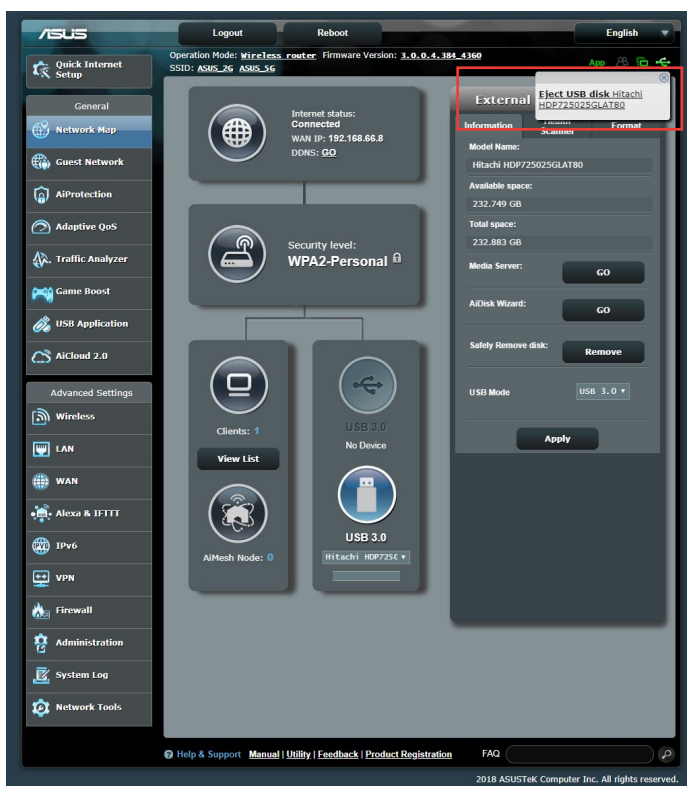 ASUS
Logout
Reboot
English
Quick Internet
Setup
Operation Mode: Wireless router Firmware Version: 3.0.0.4.384_4360
SSID: ASUS_2G ASUS_5G
App
General
Network Map
Guest Network
AiProtection
Adaptive QoS
Traffic Analyzer
Game Boost
USB Application
AiCloud 2.0
Advanced Settings
Wireless
LAN
WAN
Alexa & IFTTT
IPv6
VPN
Firewall
Administration
System Log
Network Tools
Internet status:
Connected
WAN IP: 192.168.66.8
DDNS: GO
Security level:
WPA2-Personal
Clients: 1
View List
AiMesh Node: 0
USB 3.0
No Device
USB 3.0
Hitachi HDP725(
External
Eject USB disk Hitachi
HDP725025GLAT80
Information
Health
Scanner
Format
Model Name:
Hitachi HDP725025GLAT80
Available space:
232.749 GB
Total space:
232.883 GB
Media Server:
GO
AiDisk Wizard:
GO
Safely Remove disk:
Remove
USB Mode
USB 3.0
Apply
Help & Support Manual | Utility | Feedback | Product Registration
FAQ
2018 ASUSTeK Computer Inc. All rights reserved.